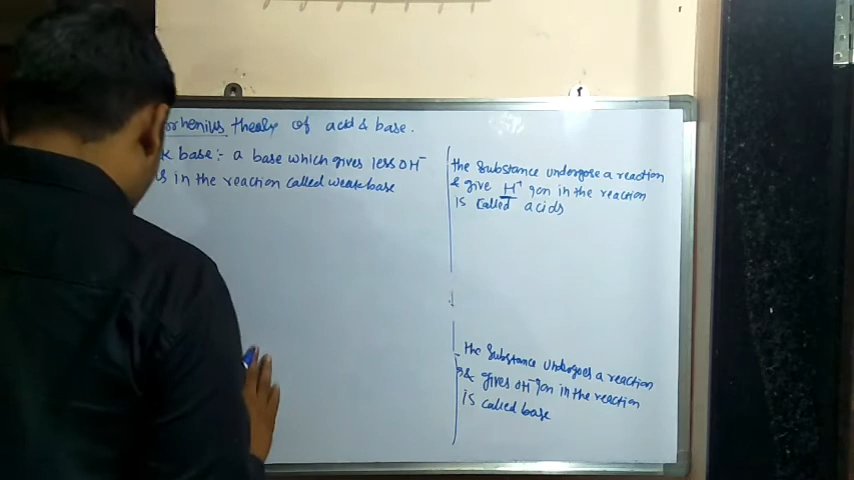 rhenius theory of acid & base.
k base:- a base which gives less OH⁻
s in the reaction called weak base
the Substance undergose a reaction
& give H⁺ ion in the reaction
is called acids
the Substance undergoes a reaction
& gives OH⁻ ion in the reaction
is called base